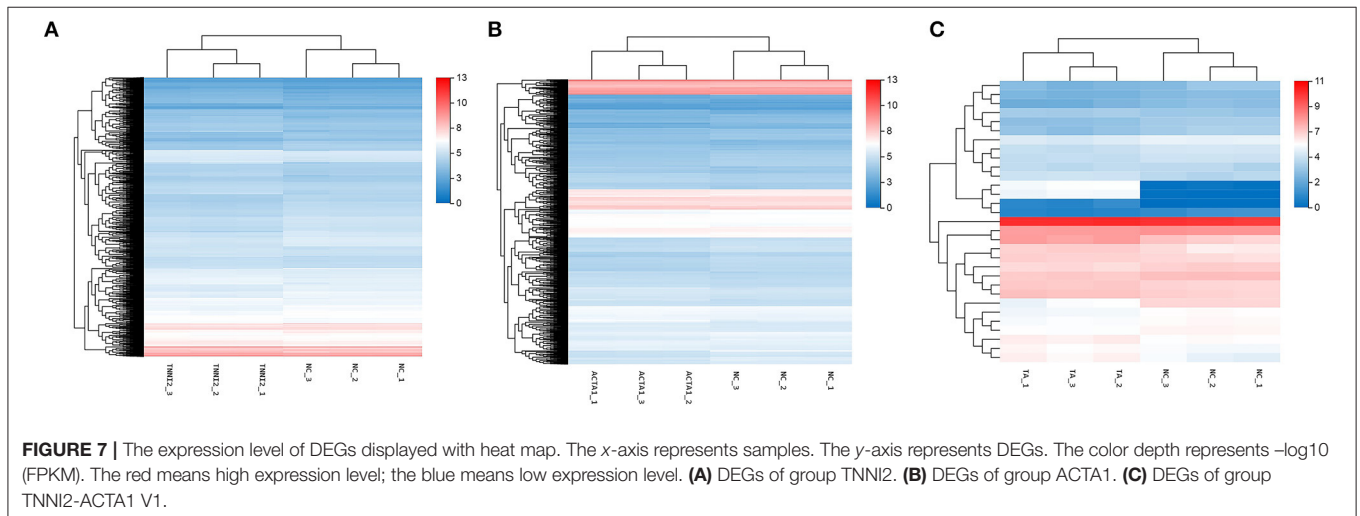 A
B
C
13
10
8
5
3
0
13
10
8
5
3
0
11
9
7
4
2
0
TNNI2_3
TNNI2_2
TNNI2_1
NC_3
NC_2
NC_1
ACTA1_1
ACTA1_3
ACTA1_2
NC_3
NC_2
NC_1
TA_1
TA_3
TA_2
NC_3
NC_2
NC_1
FIGURE 7 | The expression level of DEGs displayed with heat map. The x-axis represents samples. The y-axis represents DEGs. The color depth represents –log10
(FPKM). The red means high expression level; the blue means low expression level. (A) DEGs of group TNNI2. (B) DEGs of group ACTA1. (C) DEGs of group
TNNI2-ACTA1 V1.